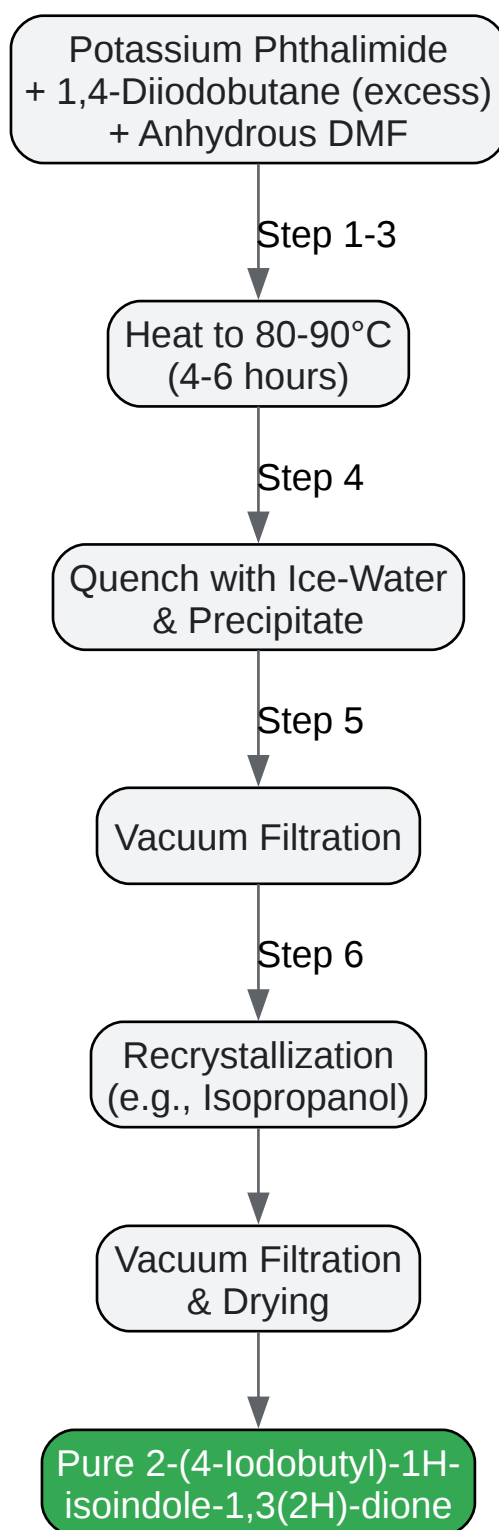 Potassium Phthalimide
+ 1,4-Diiodobutane (excess)
+ Anhydrous DMF
Step 1-3
Heat to 80-90°C
(4-6 hours)
Step 4
Quench with Ice-Water
& Precipitate
Step 5
Vacuum Filtration
Step 6
Recrystallization
(e.g., Isopropanol)
Vacuum Filtration
& Drying
Pure 2-(4-Iodobutyl)-1H-
isoindole-1,3(2H)-dione